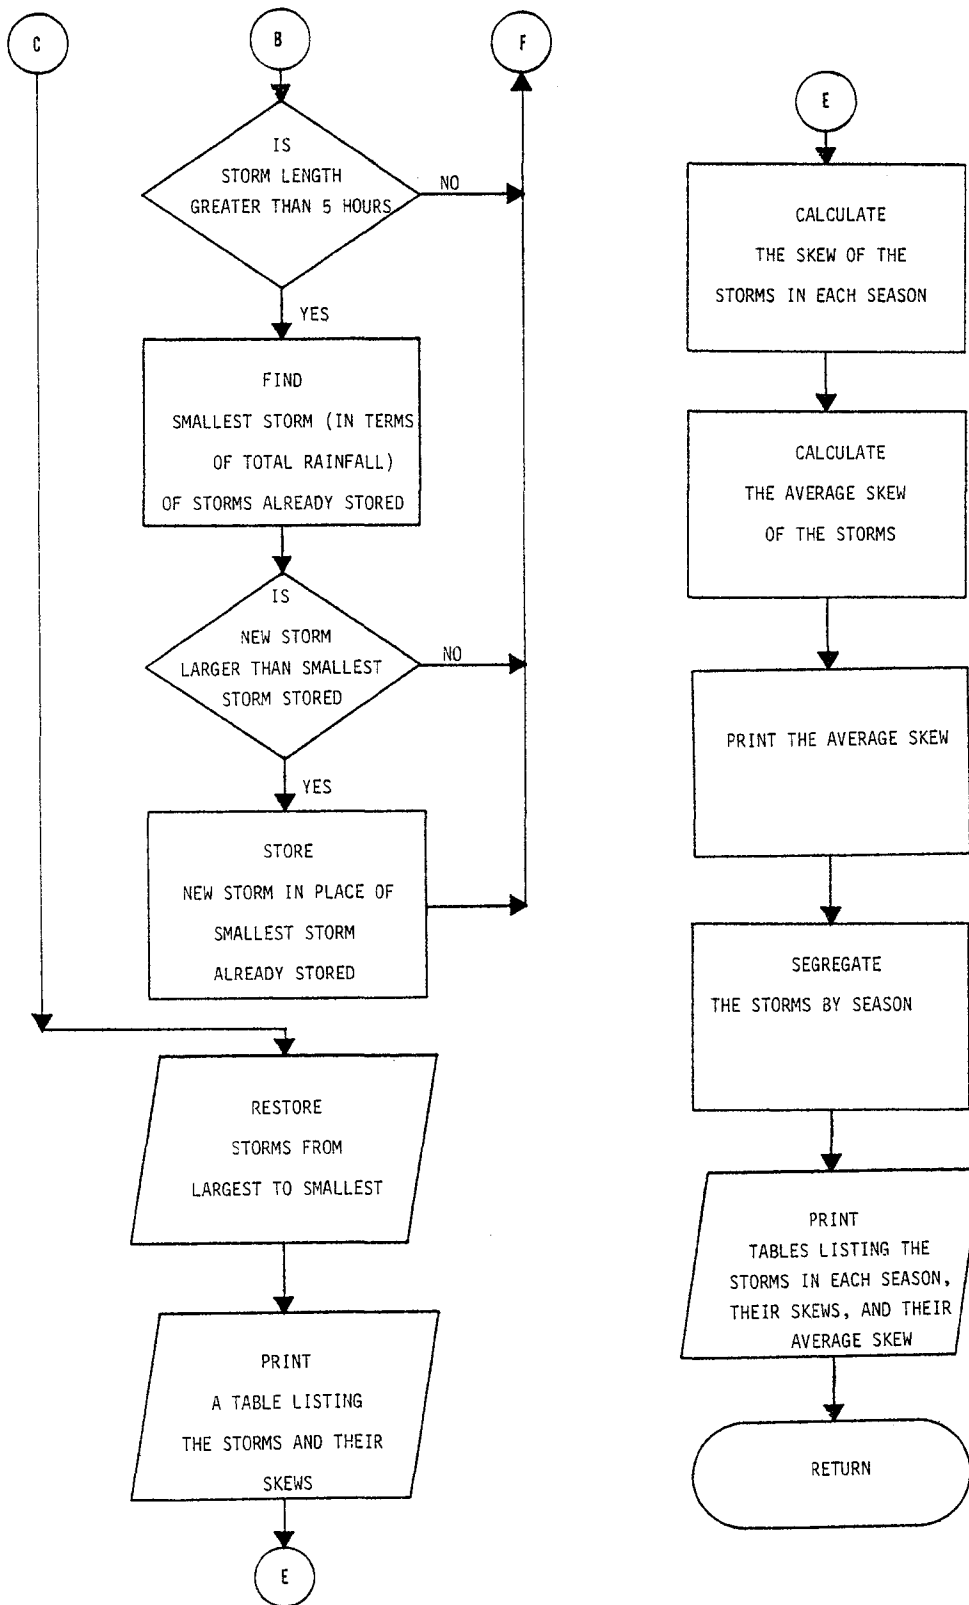 C
B
F
IS
STORM LENGTH
GREATER THAN 5 HOURS
NO
YES
FIND
SMALLEST STORM (IN TERMS
OF TOTAL RAINFALL)
OF STORMS ALREADY STORED
IS
NEW STORM
LARGER THAN SMALLEST
STORM STORED
NO
YES
STORE
NEW STORM IN PLACE OF
SMALLEST STORM
ALREADY STORED
RESTORE
STORMS FROM
LARGEST TO SMALLEST
PRINT
A TABLE LISTING
THE STORMS AND THEIR
SKEWS
E
E
CALCULATE
THE SKEW OF THE
STORMS IN EACH SEASON
CALCULATE
THE AVERAGE SKEW
OF THE STORMS
PRINT THE AVERAGE SKEW
SEGREGATE
THE STORMS BY SEASON
PRINT
TABLES LISTING THE
STORMS IN EACH SEASON,
THEIR SKEWS, AND THEIR
AVERAGE SKEW
RETURN